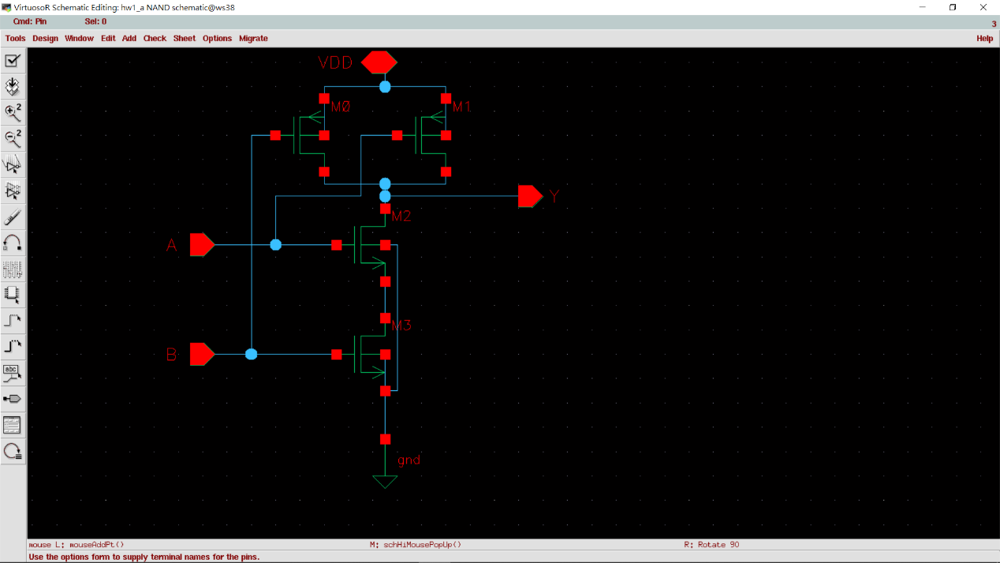 VirtuosoR Schematic Editing: hw1_a NAND schematic@ws38
Cmd: Pin Sel: 0
3
Tools Design Window Edit Add Check Sheet Options Migrate Help
2
2
abc
VDD
M0 M1
Y
M2
A
M3
B
gnd
mouse L: mouseAddPt() M: schHiMousePopUp() R: Rotate 90
Use the options form to supply terminal names for the pins.